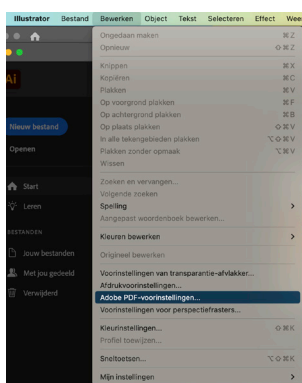 Illustrator Bestand Bewerken Object Tekst Selecteren Effect Wee
Ai
Nieuw bestand
Openen
Start
Leren
BESTANDEN
Jouw bestanden
Met jou gedeeld
Verwijderd
Ongedaan maken ⌘Z
Opnieuw ⇧⌘Z
Knippen ⌘X
Kopiëren ⌘C
Plakken ⌘V
Op voorgrond plakken ⌘F
Op achtergrond plakken ⌘B
Op plaats plakken ⇧⌘V
In alle tekengebieden plakken ⌥⇧⌘V
Plakken zonder opmaak ⌥⌘V
Wissen
Zoeken en vervangen...
Volgende zoeken
Spelling
Aangepast woordenboek bewerken...
Kleuren bewerken
Origineel bewerken
Voorinstellingen van transparantie-afvlakker...
Afdrukvoorinstellingen...
Adobe PDF-voorinstellingen...
Voorinstellingen voor perspectiefrasters...
Kleurinstellingen... ⇧⌘K
Profiel toewijzen...
Sneltoetsen... ⌥⇧⌘K
Mijn instellingen